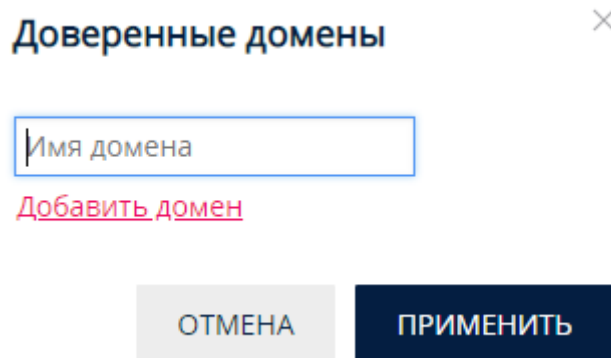 Доверенные домены
Имя домена
Добавить домен
ОТМЕНА ПРИМЕНИТЬ